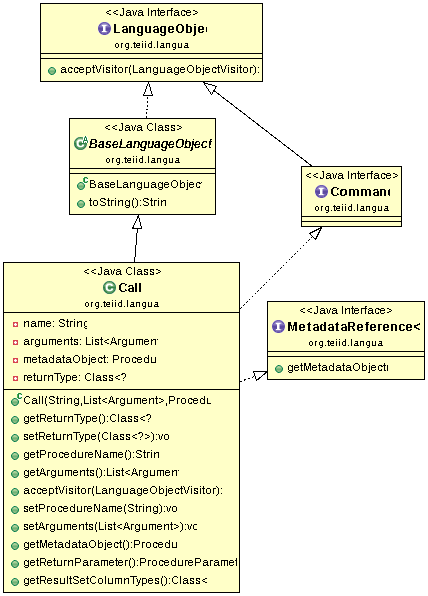 <<Java Interface>>
LanguageObje
org.teiid.langua
acceptVisitor(LanguageObjectVisitor):
<<Java Class>>
BaseLanguageObject
org.teiid.langua
BaseLanguageObjec
toString():Strin
<<Java Interface>>
Command
org.teiid.langua
<<Java Class>>
Call
org.teiid.langua
name: String
arguments: List<Argumen
metadataObject: Procedu
returnType: Class<?
Call(String,List<Argument>,Procedu
getReturnType():Class<?
setReturnType(Class<?>):vo
getProcedureName():Strin
getArguments():List<Argumen
acceptVisitor(LanguageObjectVisitor):
setProcedureName(String):vo
setArguments(List<Argument>):vo
getMetadataObject():Procedu
getReturnParameter():ProcedureParamet
getResultSetColumnTypes():Class<
<<Java Interface>>
MetadataReference<
org.teiid.langua
getMetadataObject(